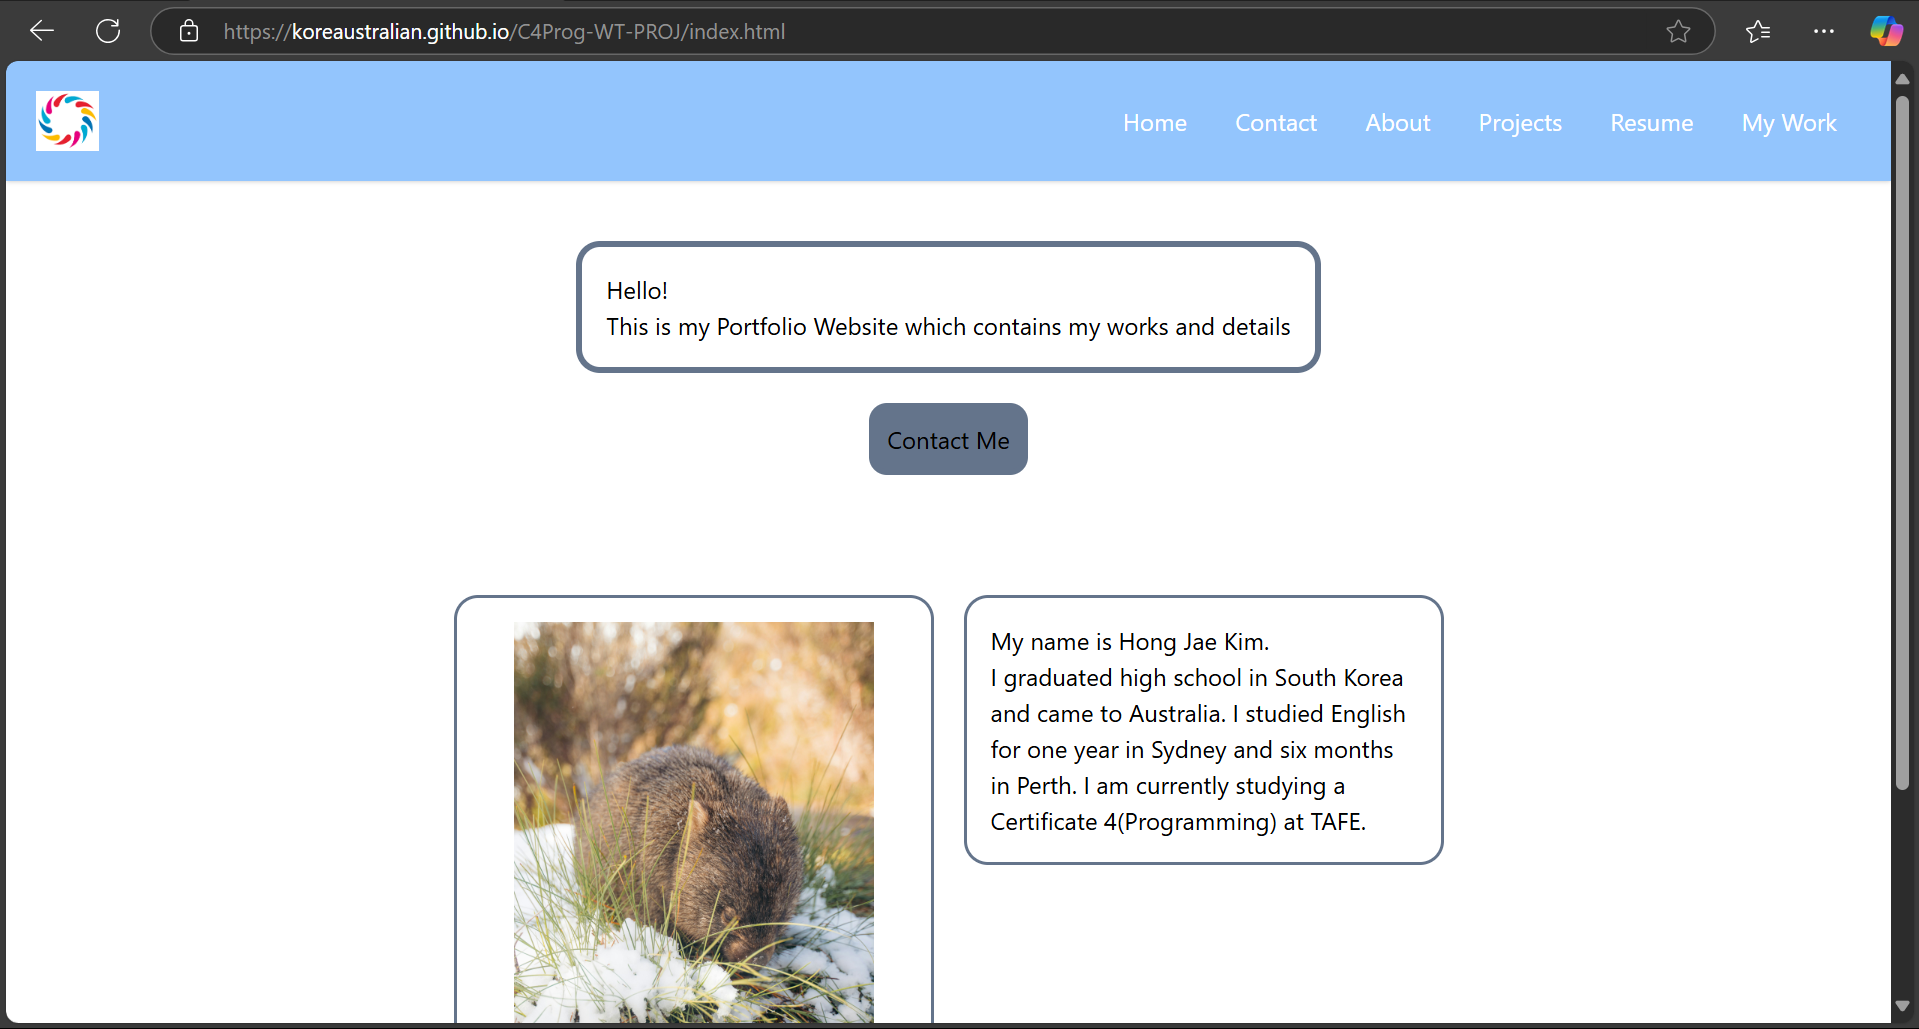 https://koreaustralian.github.io/C4Prog-WT-PROJ/index.html
Home Contact About Projects Resume My Work
Hello!
This is my Portfolio Website which contains my works and details
Contact Me
My name is Hong Jae Kim.
I graduated high school in South Korea
and came to Australia. I studied English
for one year in Sydney and six months
in Perth. I am currently studying a
Certificate 4(Programming) at TAFE.